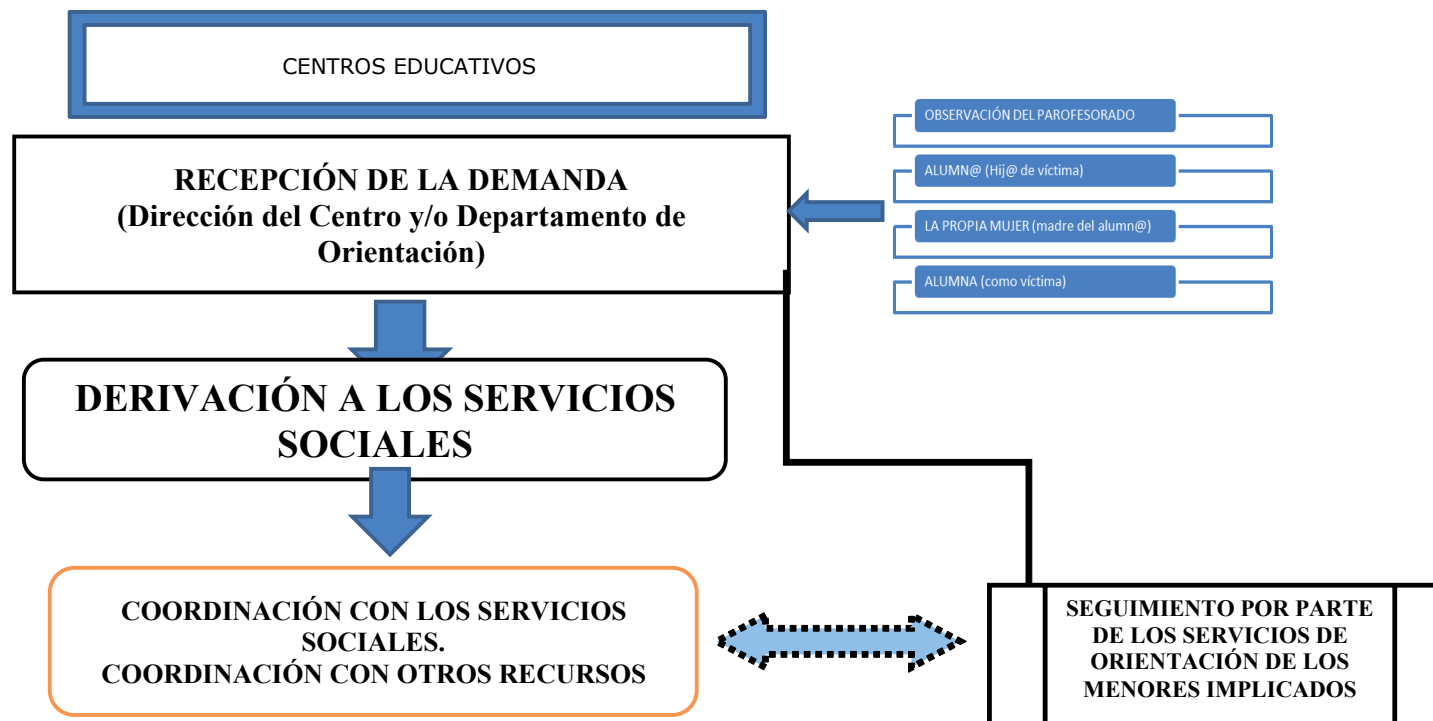 CENTROS EDUCATIVOS
RECEPCIÓN DE LA DEMANDA
(Dirección del Centro y/o Departamento de
Orientación)
OBSERVACIÓN DEL PAROFESORADO
ALUMN@ (Hij@ de víctima)
LA PROPIA MUJER (madre del alumn@)
ALUMNA (como víctima)
DERIVACIÓN A LOS SERVICIOS
SOCIALES
COORDINACIÓN CON LOS SERVICIOS
SOCIALES.
COORDINACIÓN CON OTROS RECURSOS
SEGUIMIENTO POR PARTE
DE LOS SERVICIOS DE
ORIENTACIÓN DE LOS
MENORES IMPLICADOS